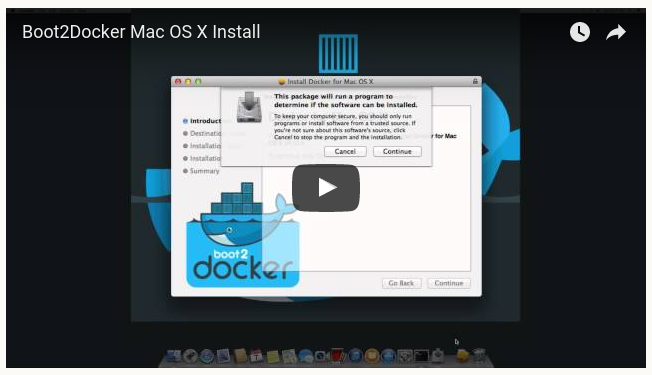 Boot2Docker Mac OS X Install
Install Docker for Mac OS X
This package will run a program to
determine if the software can be installed.
To keep your computer secure, you should only run
programs or install software from a trusted source. If
you're not sure about this software's source, click
Cancel to stop the program and the installation.
Cancel
Continue
Introduc
Destination
Installation
Installatio
Summary
for Mac
boot2
docker
Go Back
Continue